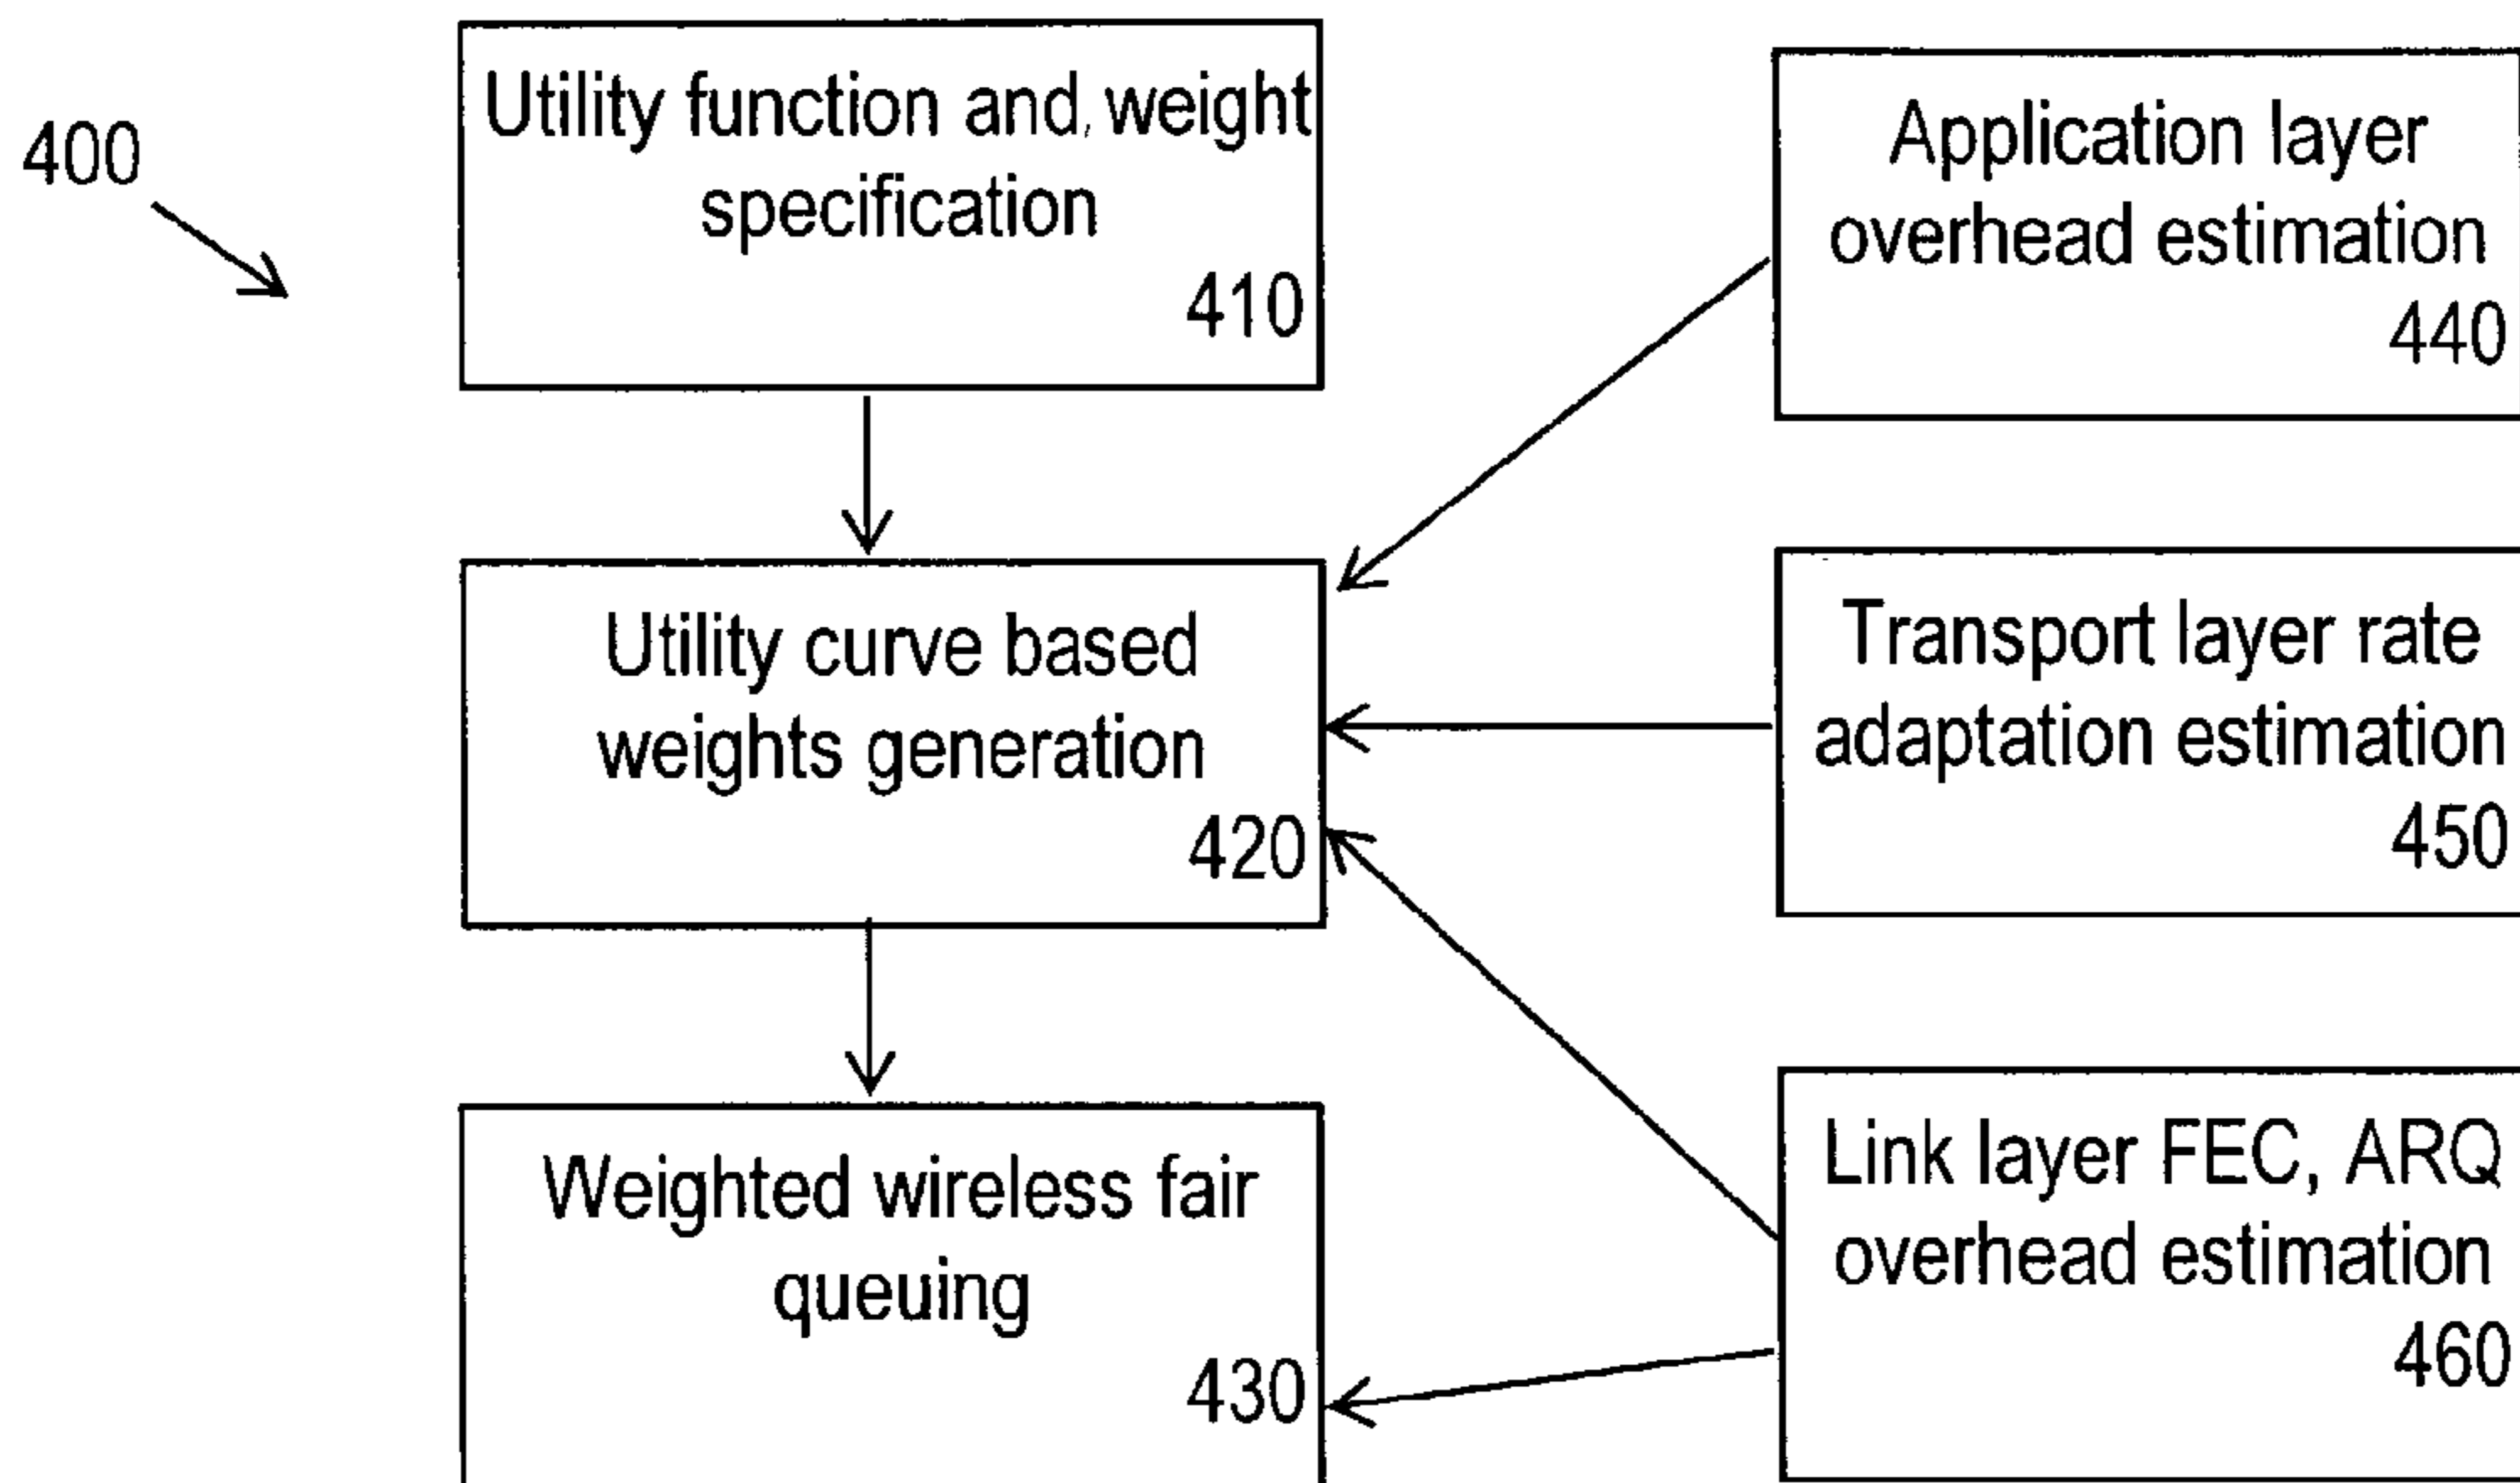 400
Utility function and weight
specification
410
Application layer
overhead estimation
440
Utility curve based
weights generation
420
Transport layer rate
adaptation estimation
450
Weighted wireless fair
queuing
430
Link layer FEC, ARQ
overhead estimation
460